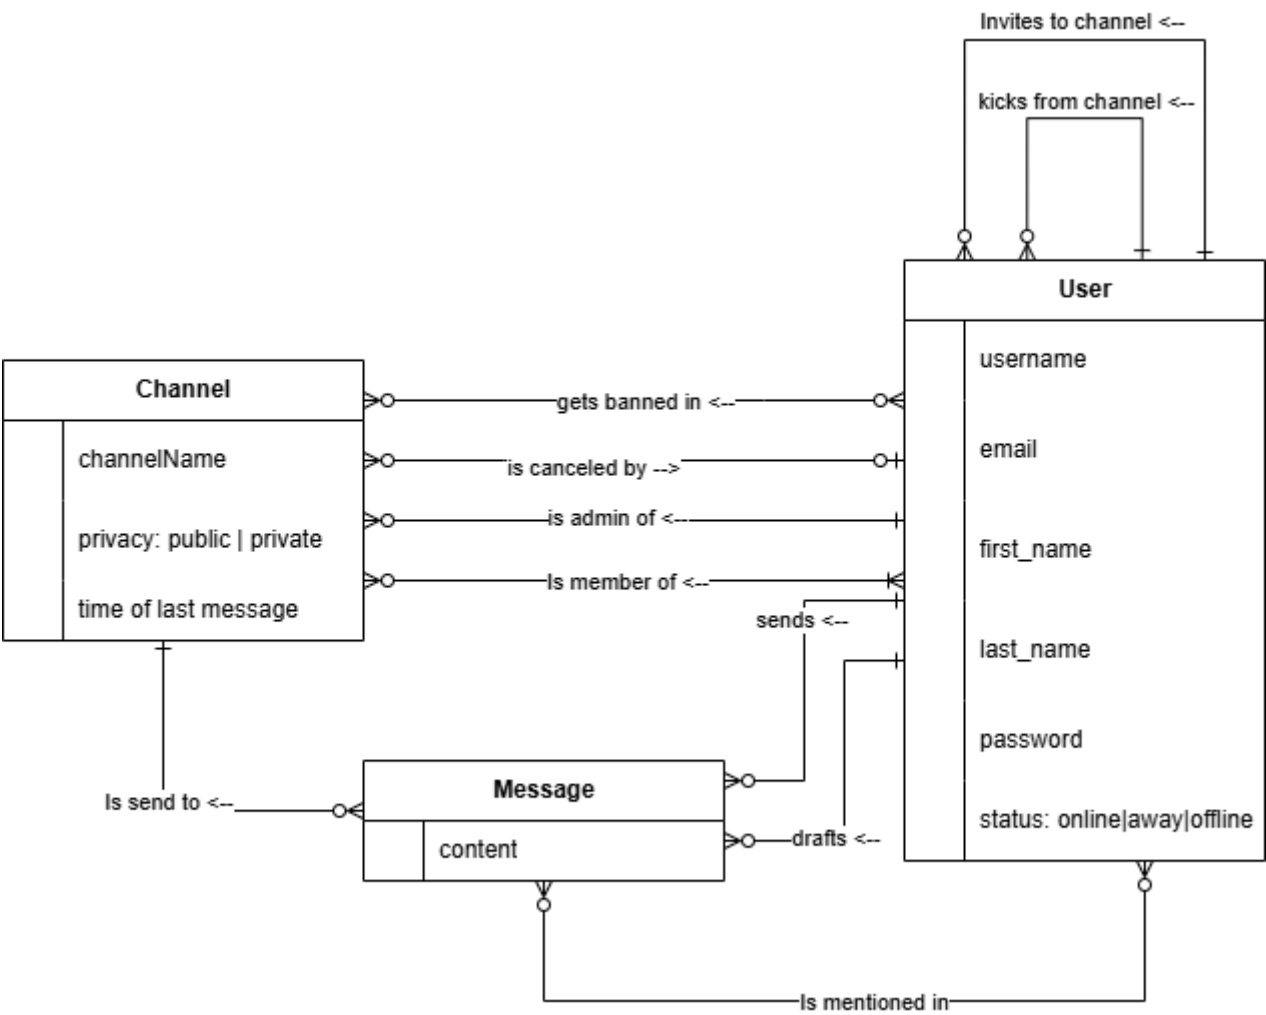 Invites to channel <--
kicks from channel <--
User
username
email
first_name
last_name
password
status: online|away|offline
Channel
channelName
privacy: public | private
time of last message
gets banned in <--
is canceled by -->
is admin of <--
Is member of <--
sends <--
drafts <--
Is send to <--
Message
content
Is mentioned in